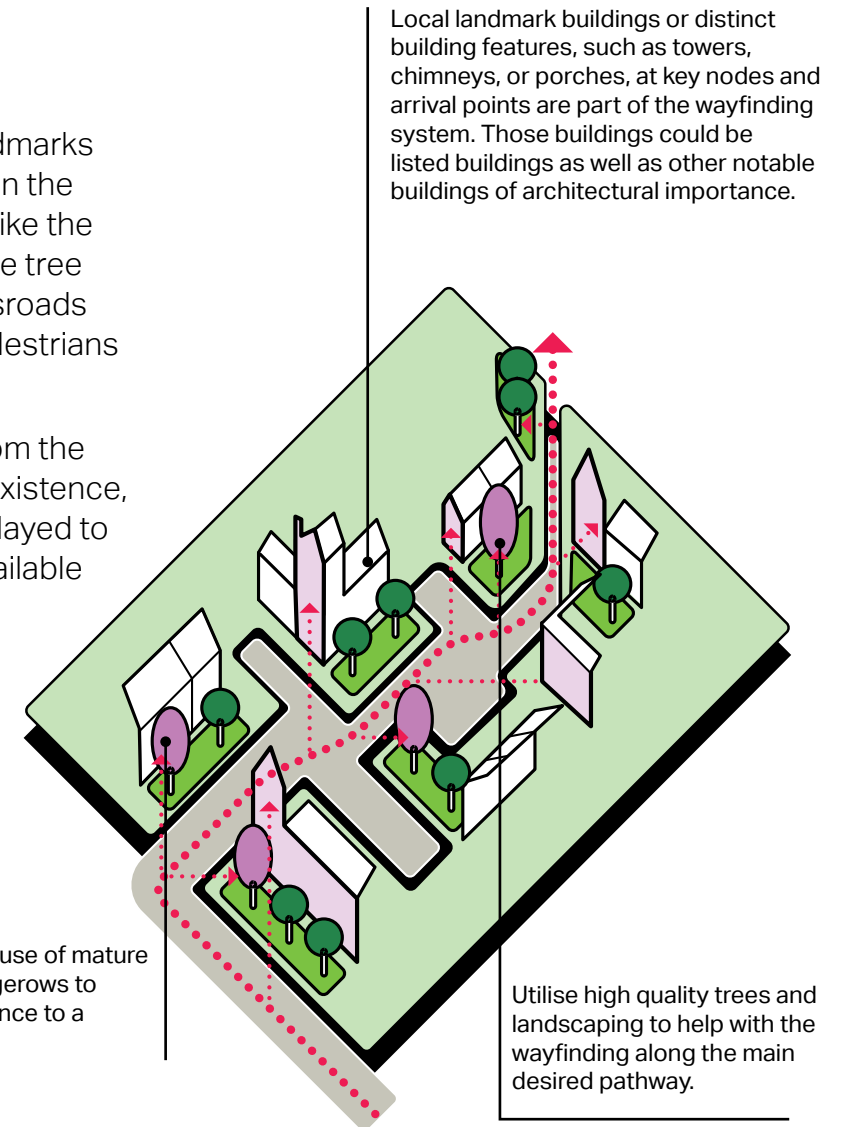 Local landmark buildings or distinct
building features, such as towers,
chimneys, or porches, at key nodes and
arrival points are part of the wayfinding
system. Those buildings could be
listed buildings as well as other notable
buildings of architectural importance.
dmarks
n the
ike the
e tree
sroads
destrians
om the
existence,
layed to
ailable
use of mature
gerows to
nce to a
Utilise high quality trees and
landscaping to help with the
wayfinding along the main
desired pathway.